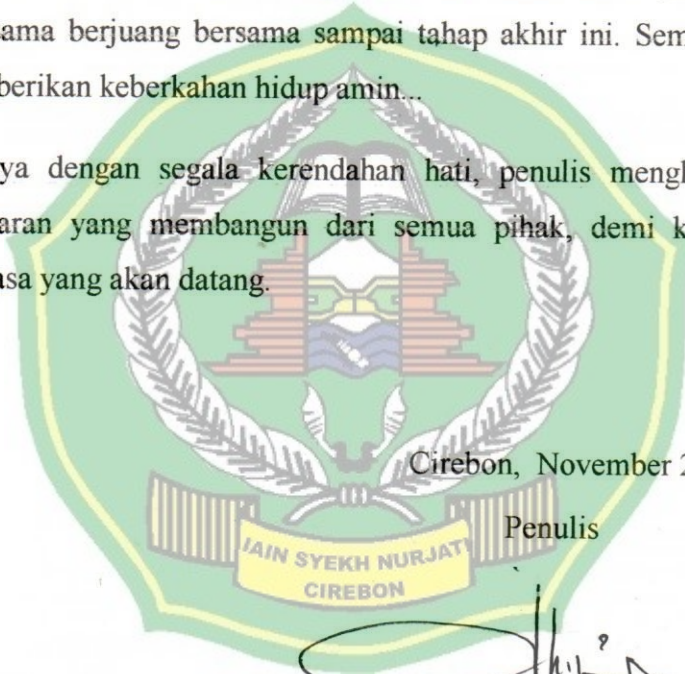 ama berjuang bersama sampai tahap akhir ini. Sem
berikan keberkahan hidup amin...
ya dengan segala kerendahan hati, penulis mengh
aran yang membangun dari semua pihak, demi k
asa yang akan datang.
Cirebon, November 2
Penulis
IAIN SYEKH NURJATI
CIREBON